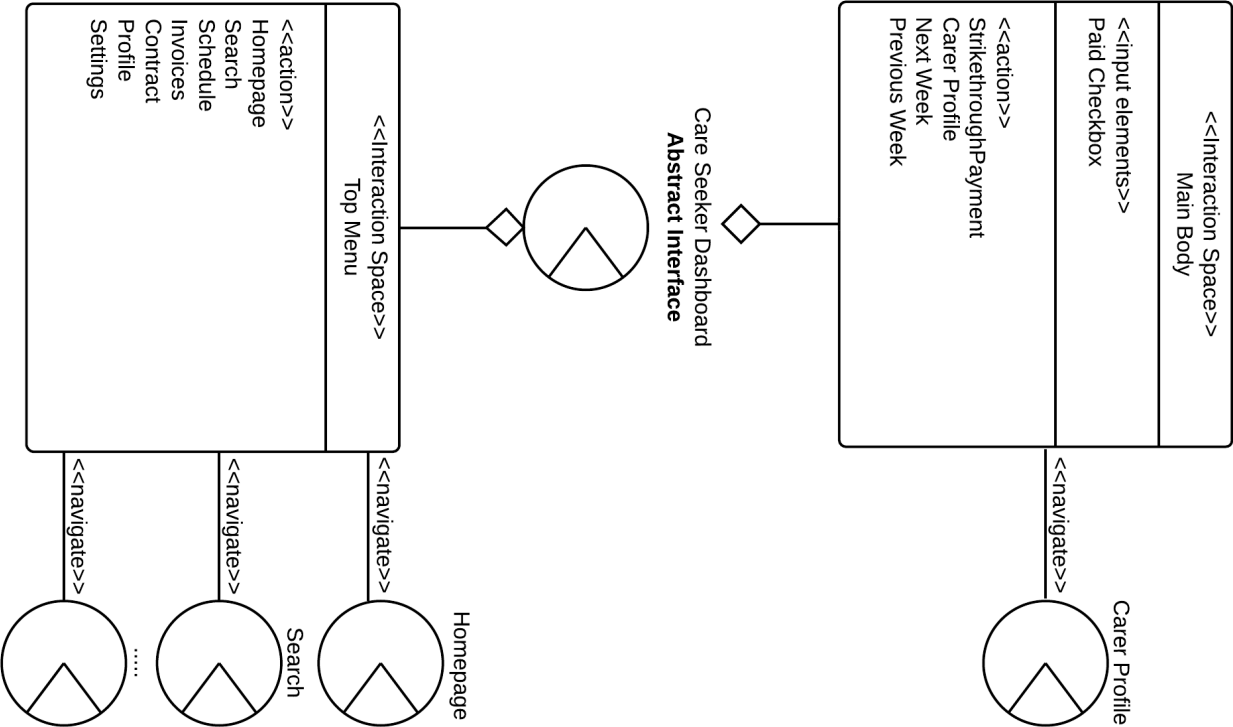 <<Interaction Space>>
Main Body
<<input elements>>
Paid Checkbox
<<action>>
StrikethroughPayment
Carer Profile
Next Week
Previous Week
<<navigate>>
Carer Profile
Care Seeker Dashboard
Abstract Interface
<<Interaction Space>>
Top Menu
<<action>>
Homepage
Search
Schedule
Invoices
Contract
Profile
Settings
<<navigate>>
Homepage
<<navigate>>
Search
<<navigate>>
.....